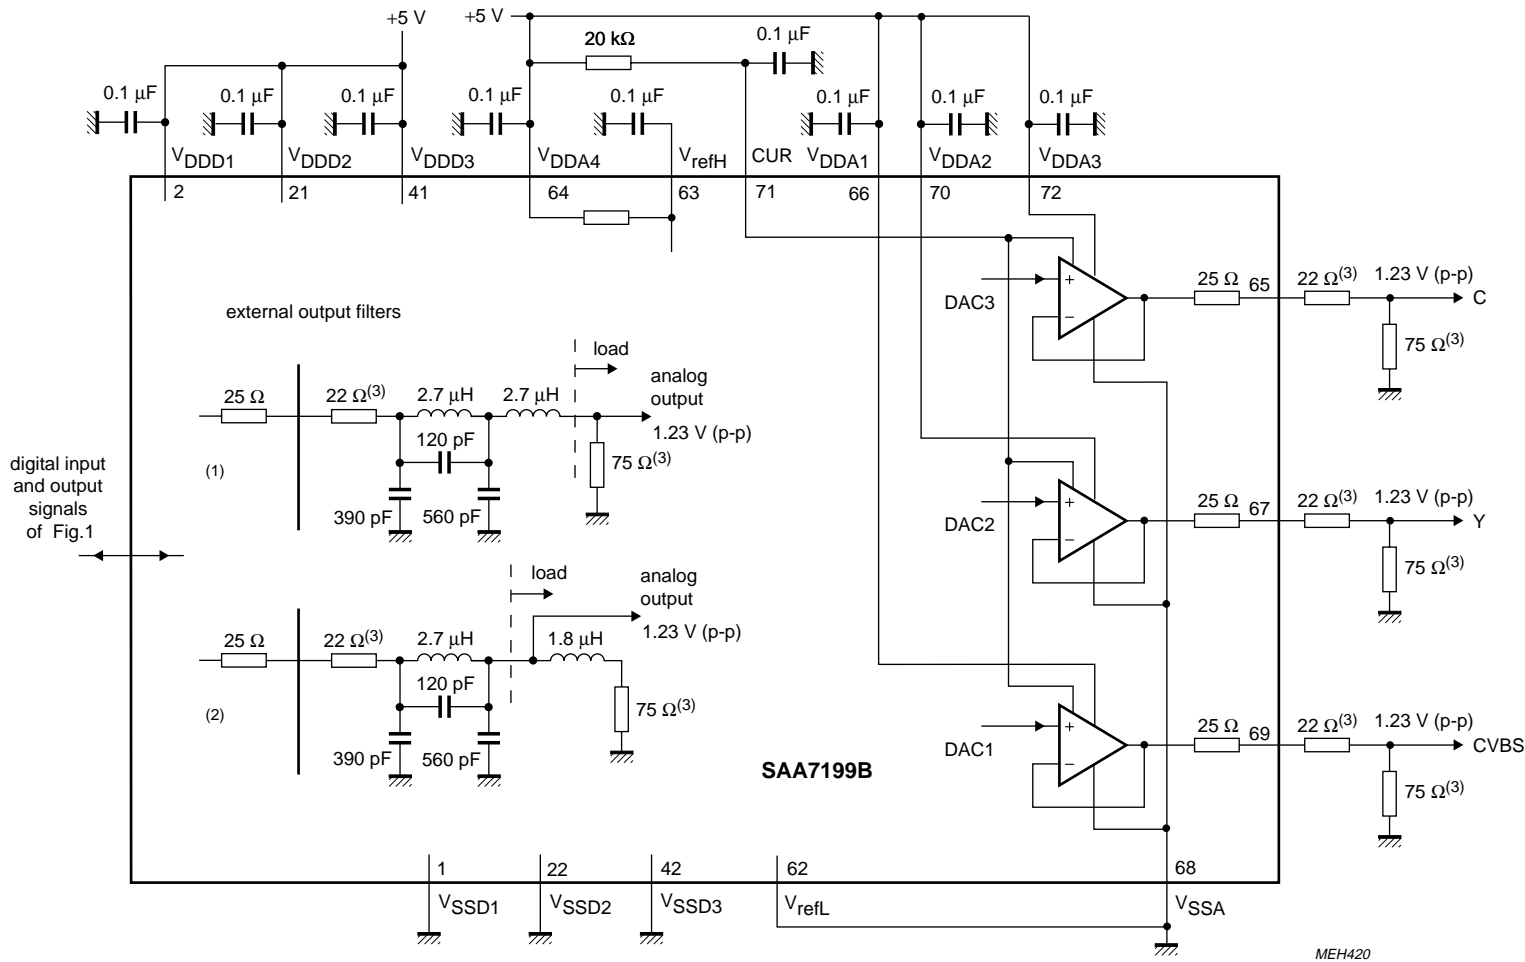 +5 V
+5 V
20 kΩ
0.1 μF
0.1 μF
0.1 μF
0.1 μF
0.1 μF
0.1 μF
0.1 μF
0.1 μF
0.1 μF
VDDD1
VDDD2
VDDD3
VDDA4
VrefH
CUR
VDDA1
VDDA2
VDDA3
2
21
41
64
63
71
66
70
72
DAC3
+
−
25 Ω
65
22 Ω(3)
1.23 V (p-p)
C
75 Ω(3)
external output filters
25 Ω
22 Ω(3)
2.7 μH
2.7 μH
load
analog
output
1.23 V (p-p)
120 pF
75 Ω(3)
390 pF
560 pF
(1)
digital input
and output
signals
of Fig.1
DAC2
+
−
25 Ω
67
22 Ω(3)
1.23 V (p-p)
Y
75 Ω(3)
25 Ω
22 Ω(3)
2.7 μH
load
analog
output
1.23 V (p-p)
1.8 μH
120 pF
75 Ω(3)
390 pF
560 pF
(2)
DAC1
+
−
25 Ω
69
22 Ω(3)
1.23 V (p-p)
CVBS
75 Ω(3)
SAA7199B
1
22
42
62
68
VSSD1
VSSD2
VSSD3
VrefL
VSSA
MEH420